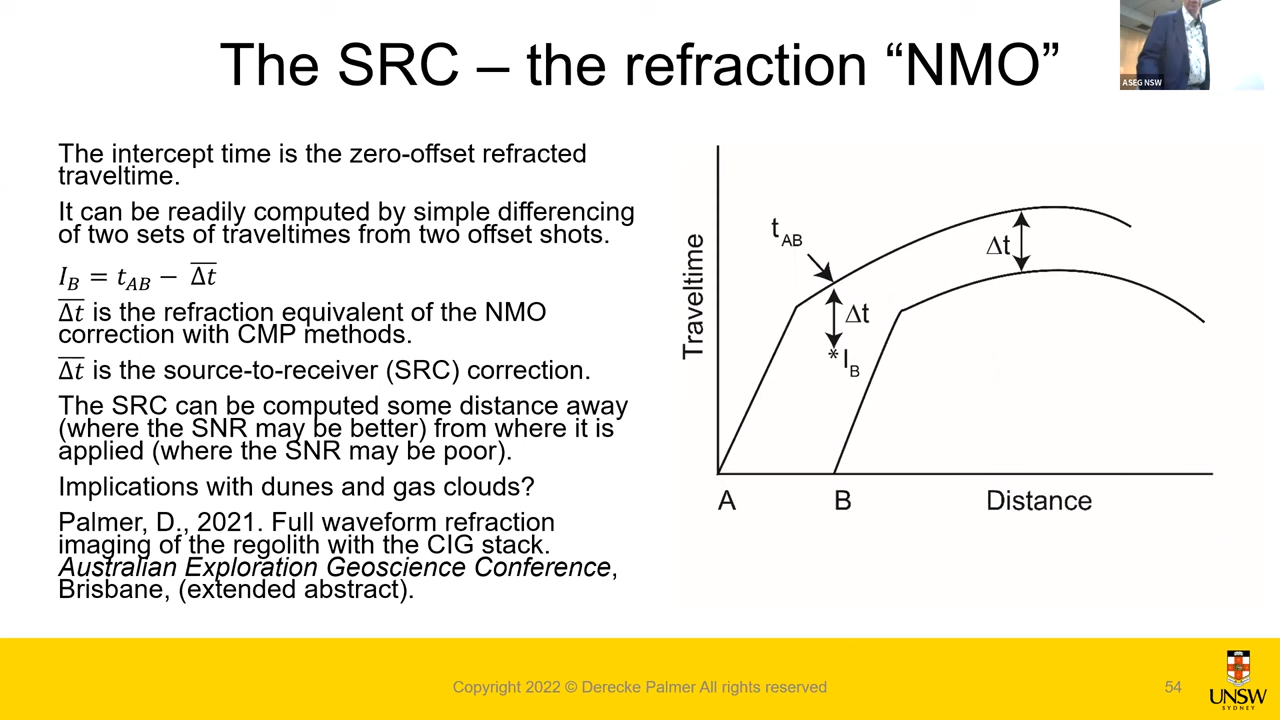 The SRC – the refraction “NMO”
ASEG NSW
The intercept time is the zero-offset refracted
traveltime.
It can be readily computed by simple differencing
of two sets of traveltimes from two offset shots.
I_B = t_AB − Δt̅
Δt̅ is the refraction equivalent of the NMO
correction with CMP methods.
Δt̅ is the source-to-receiver (SRC) correction.
The SRC can be computed some distance away
(where the SNR may be better) from where it is
applied (where the SNR may be poor).
Implications with dunes and gas clouds?
Palmer, D., 2021. Full waveform refraction
imaging of the regolith with the CIG stack.
Australian Exploration Geoscience Conference,
Brisbane, (extended abstract).
Traveltime
t_AB
Δt
Δt
*I_B
A
B
Distance
Copyright 2022 © Derecke Palmer All rights reserved
54
UNSW
SYDNEY